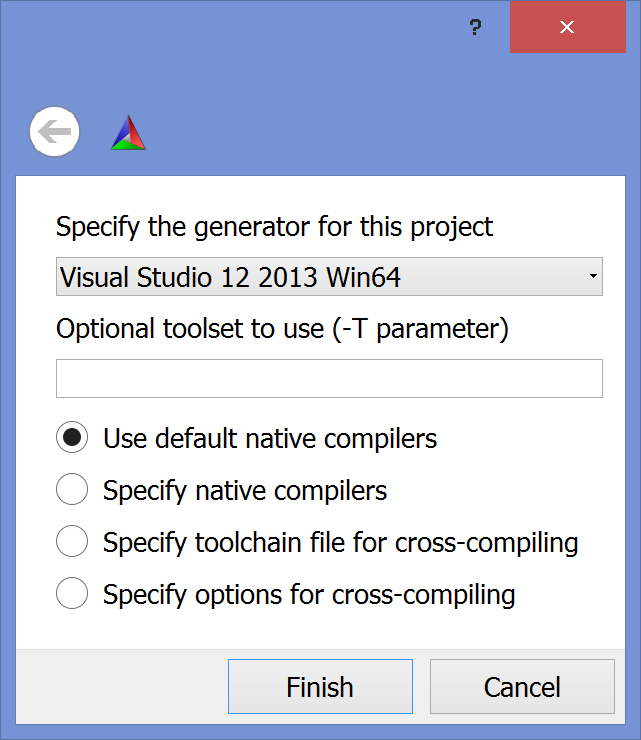 ?
Specify the generator for this project
Visual Studio 12 2013 Win64
Optional toolset to use (-T parameter)
Use default native compilers
Specify native compilers
Specify toolchain file for cross-compiling
Specify options for cross-compiling
Finish Cancel